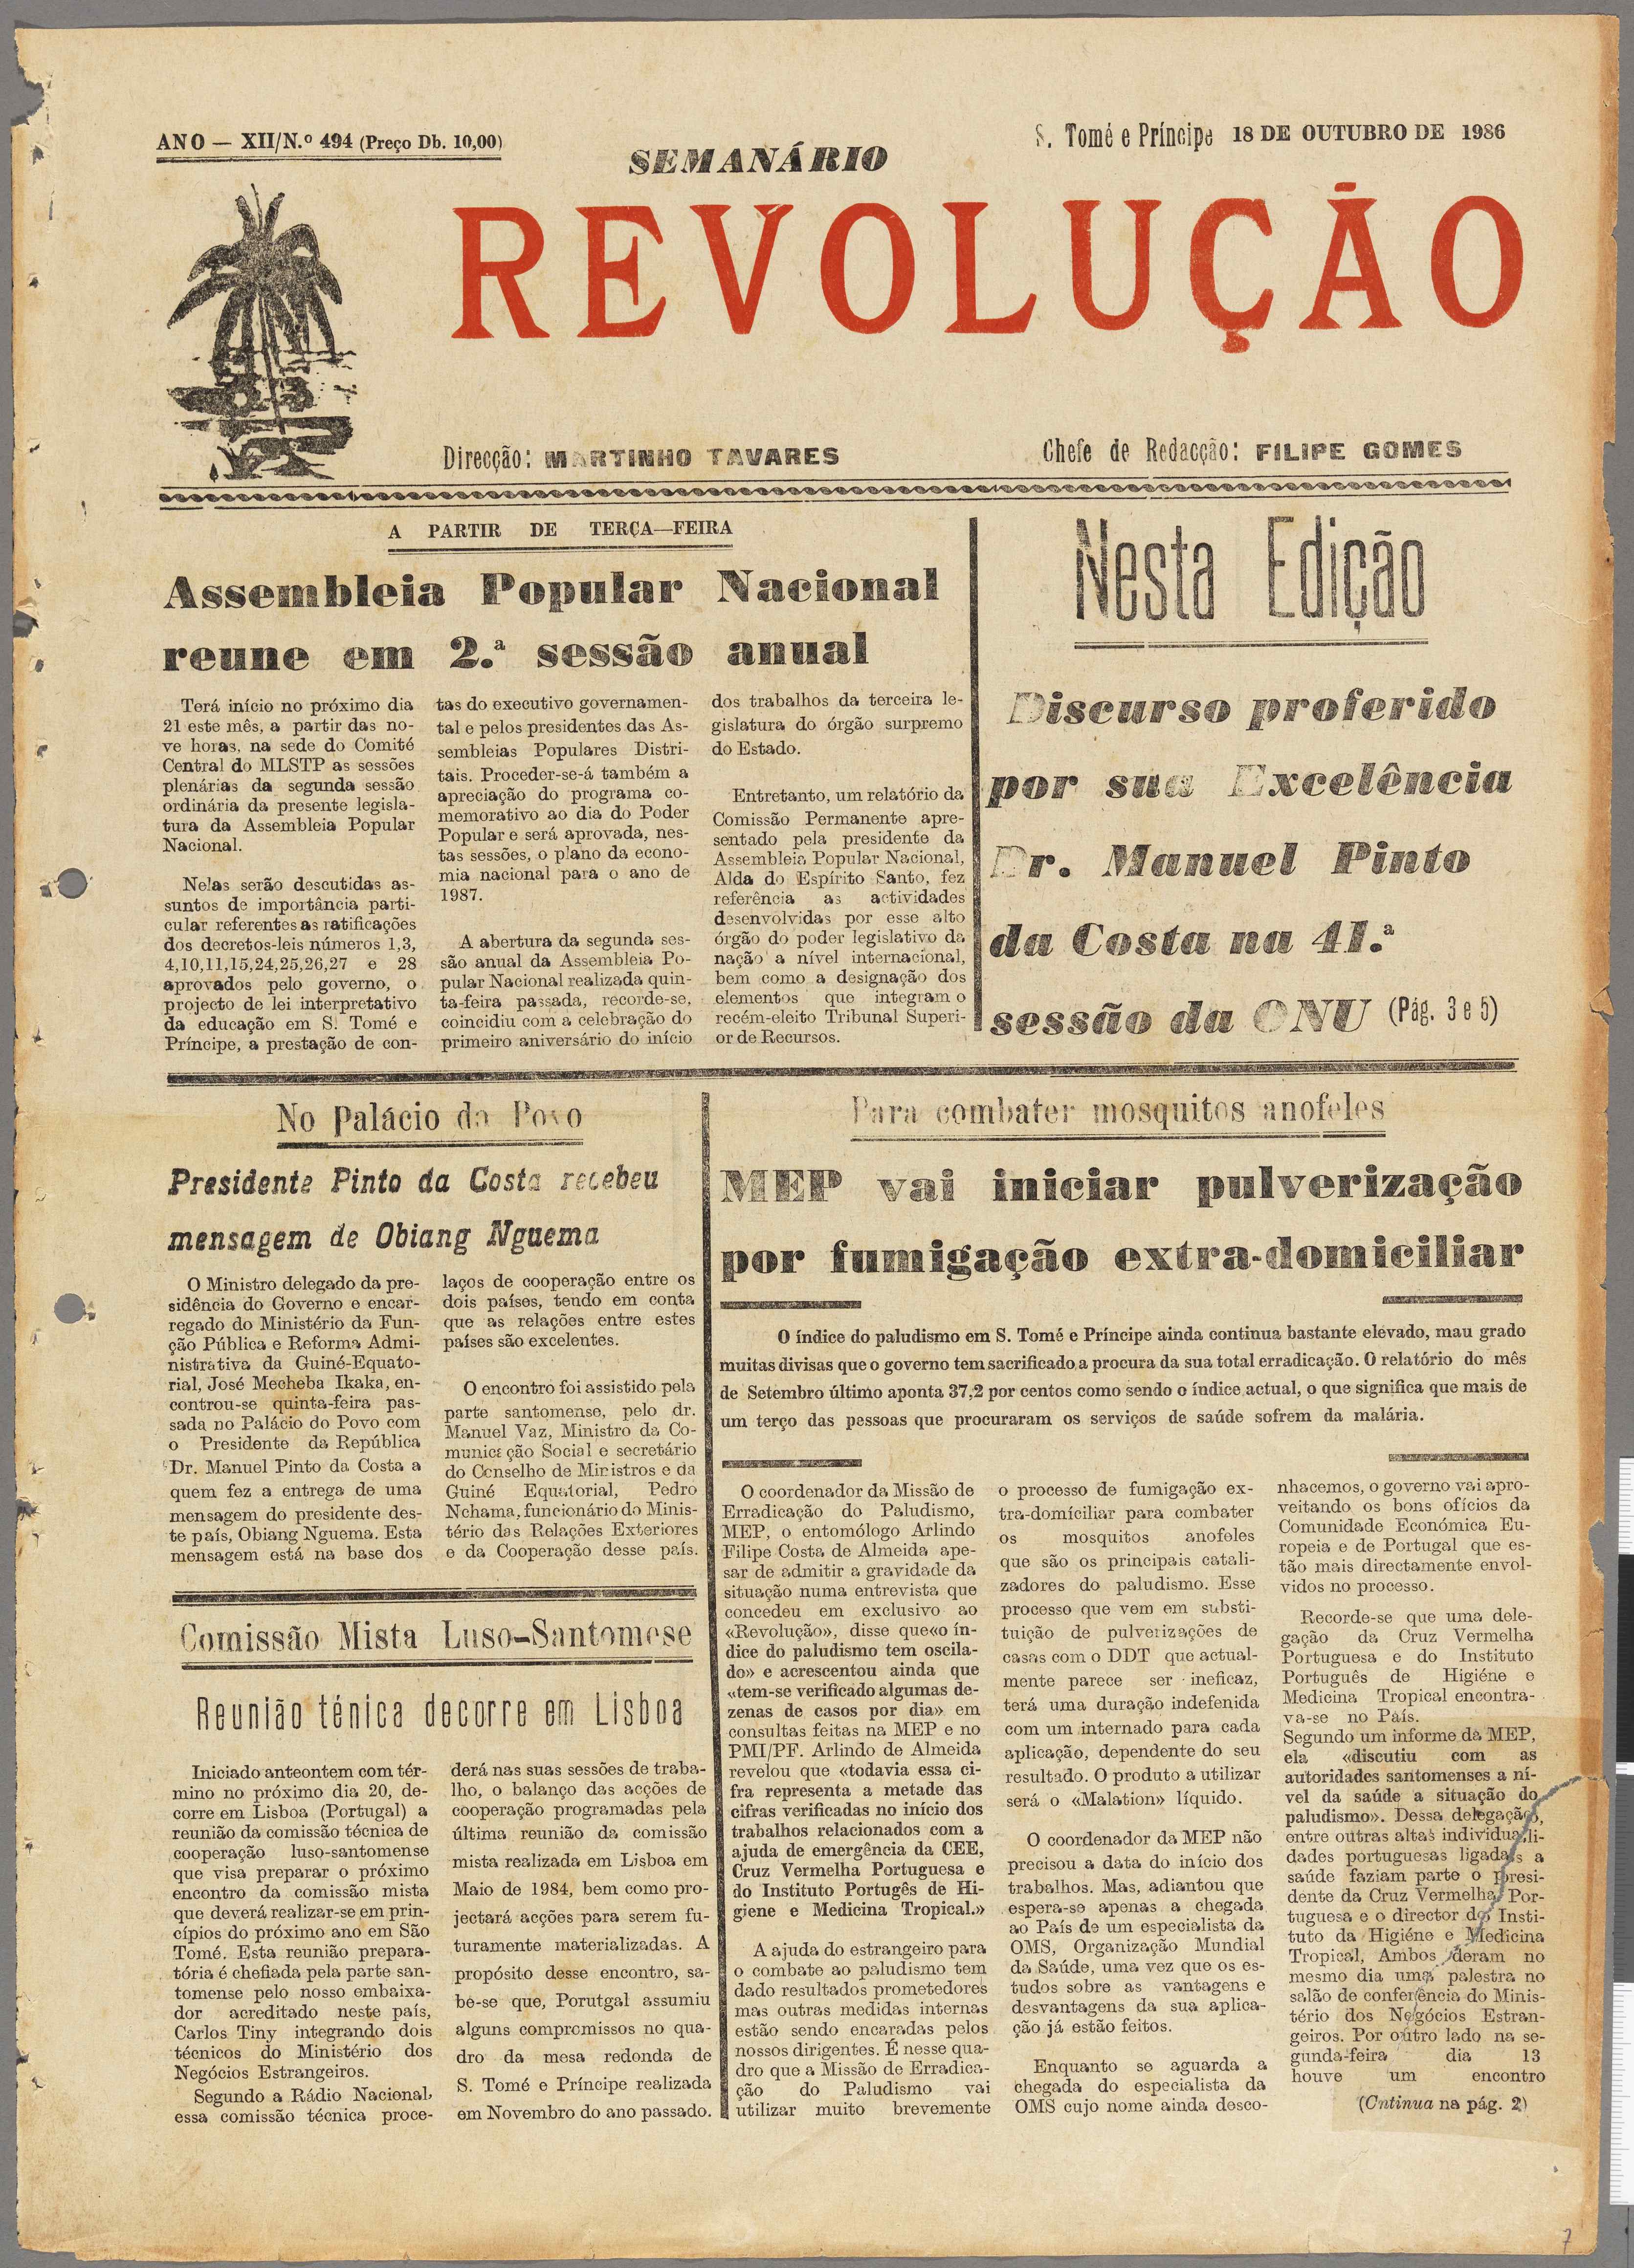 ANO — XII/N.º 494 (Preço Db. 10,00)
S. Tomé e Príncipe 18 DE OUTUBRO DE 1986
SEMANÁRIO
REVOLUÇÃO
Direcção: MARTINHO TAVARES
Chefe de Redacção: FILIPE GOMES
A PARTIR DE TERÇA—FEIRA
Assembleia Popular Nacional
reune em 2.ª sessão anual
Terá início no próximo dia
21 este mês, a partir das no-
ve horas, na sede do Comité
Central do MLSTP as sessões
plenárias da segunda sessão
ordinária da presente legisla-
tura da Assembleia Popular
Nacional.
Nelas serão descutidas as-
suntos de importância parti-
cular referentes as ratificações
dos decretos-leis números 1,3,
4,10,11,15,24,25,26,27 e 28
aprovados pelo governo, o
projecto de lei interpretativo
da educação em S. Tomé e
Príncipe, a prestação de con-
tas do executivo governamen-
tal e pelos presidentes das As-
sembleias Populares Distri-
tais. Proceder-se-á também a
apreciação do programa co-
memorativo ao dia do Poder
Popular e será aprovada, nes-
tas sessões, o plano da econo-
mia nacional para o ano de
1987.
A abertura da segunda ses-
são anual da Assembleia Po-
pular Nacional realizada quin-
ta-feira passada, recorde-se,
coincidiu com a celebração do
primeiro aniversário do início
dos trabalhos da terceira le-
gislatura do órgão surpremo
do Estado.
Entretanto, um relatório da
Comissão Permanente apre-
sentado pela presidente da
Assembleia Popular Nacional,
Alda do Espírito Santo, fez
referência as actividades
desenvolvidas por esse alto
órgão do poder legislativo da
nação a nível internacional,
bem como a designação dos
elementos que integram o
recém-eleito Tribunal Superi-
or de Recursos.
Nesta Edição
Discurso proferido
por sua Excelência
Dr. Manuel Pinto
da Costa na 41.ª
sessão da ONU (Pág. 3 e 5)
No Palácio do Povo
Presidente Pinto da Costa recebeu
mensagem de Obiang Nguema
O Ministro delegado da pre-
sidência do Governo e encar-
regado do Ministério da Fun-
ção Pública e Reforma Admi-
nistrativa da Guiné-Equato-
rial, José Mecheba Ikaka, en-
controu-se quinta-feira pas-
sada no Palácio do Povo com
o Presidente da República
Dr. Manuel Pinto da Costa a
quem fez a entrega de uma
mensagem do presidente des-
te país, Obiang Nguema. Esta
mensagem está na base dos
laços de cooperação entre os
dois países, tendo em conta
que as relações entre estes
países são excelentes.
O encontro foi assistido pela
parte santomense, pelo dr.
Manuel Vaz, Ministro da Co-
municação Social e secretário
do Conselho de Ministros e da
Guiné Equatorial, Pedro
Nchama, funcionário do Minis-
tério das Relações Exteriores
e da Cooperação desse país.
Comissão Mista Luso-Santomese
Reunião ténica decorre em Lisboa
Iniciado anteontem com tér-
mino no próximo dia 20, de-
corre em Lisboa (Portugal) a
reunião da comissão técnica de
cooperação luso-santomense
que visa preparar o próximo
encontro da comissão mista
que deverá realizar-se em prin-
cípios do próximo ano em São
Tomé. Esta reunião prepara-
tória é chefiada pela parte san-
tomense pelo nosso embaixa-
dor acreditado neste país,
Carlos Tiny integrando dois
técnicos do Ministério dos
Negócios Estrangeiros.
Segundo a Rádio Nacional,
essa comissão técnica proce-
derá nas suas sessões de traba-
lho, o balanço das acções de
cooperação programadas pela
última reunião da comissão
mista realizada em Lisboa em
Maio de 1984, bem como pro-
jectará acções para serem fu-
turamente materializadas. A
propósito desse encontro, sa-
be-se que, Porutgal assumiu
alguns compromissos no qua-
dro da mesa redonda de
S. Tomé e Príncipe realizada
em Novembro do ano passado.
Para combater mosquitos anofeles
MEP vai iniciar pulverização
por fumigação extra-domiciliar
O índice do paludismo em S. Tomé e Príncipe ainda continua bastante elevado, mau grado
muitas divisas que o governo tem sacrificado a procura da sua total erradicação. O relatório do mês
de Setembro último aponta 37,2 por centos como sendo o índice actual, o que significa que mais de
um terço das pessoas que procuraram os serviços de saúde sofrem da malária.
O coordenador da Missão de
Erradicação do Paludismo,
MEP, o entomólogo Arlindo
Filipe Costa de Almeida ape-
sar de admitir a gravidade da
situação numa entrevista que
concedeu em exclusivo ao
«Revolução», disse que«o ín-
dice do paludismo tem oscila-
do» e acrescentou ainda que
«tem-se verificado algumas de-
zenas de casos por dia» em
consultas feitas na MEP e no
PMI/PF. Arlindo de Almeida
revelou que «todavia essa ci-
fra representa a metade das
cifras verificadas no início dos
trabalhos relacionados com a
ajuda de emergência da CEE,
Cruz Vermelha Portuguesa e
do Instituto Portugês de Hi-
giene e Medicina Tropical.»
A ajuda do estrangeiro para
o combate ao paludismo tem
dado resultados prometedores
mas outras medidas internas
estão sendo encaradas pelos
nossos dirigentes. É nesse qua-
dro que a Missão de Erradica-
ção do Paludismo vai
utilizar muito brevemente
o processo de fumigação ex-
tra-domíciliar para combater
os mosquitos anofeles
que são os principais catali-
zadores do paludismo. Esse
processo que vem em substi-
tuição de pulverizações de
casas com o DDT que actual-
mente parece ser ineficaz,
terá uma duração indefenida
com um internado para cada
aplicação, dependente do seu
resultado. O produto a utilizar
será o «Malation» líquido.
O coordenador da MEP não
precisou a data do início dos
trabalhos. Mas, adiantou que
espera-se apenas a chegada
ao País de um especialista da
OMS, Organização Mundial
da Saúde, uma vez que os es-
tudos sobre as vantagens e
desvantagens da sua aplica-
ção já estão feitos.
Enquanto se aguarda a
chegada do especialista da
OMS cujo nome ainda desco-
nhacemos, o governo vai apro-
veitando os bons ofícios da
Comunidade Económica Eu-
ropeia e de Portugal que es-
tão mais directamente envol-
vidos no processo.
Recorde-se que uma dele-
gação da Cruz Vermelha
Portuguesa e do Instituto
Português de Higiéne e
Medicina Tropical encontra-
va-se no País.
Segundo um informe da MEP,
ela «discutiu com as
autoridades santomenses a ní-
vel da saúde a situação do
paludismo». Dessa delegação,
entre outras altas individuali-
dades portuguesas ligadas a
saúde faziam parte o presi-
dente da Cruz Vermelha Por-
tuguesa e o director do Insti-
tuto da Higiéne e Medicina
Tropical, Ambos deram no
mesmo dia uma palestra no
salão de conferência do Minis-
tério dos Negócios Estran-
geiros. Por outro lado na se-
gunda-feira dia 13
houve um encontro
(Cntinua na pág. 2)
7